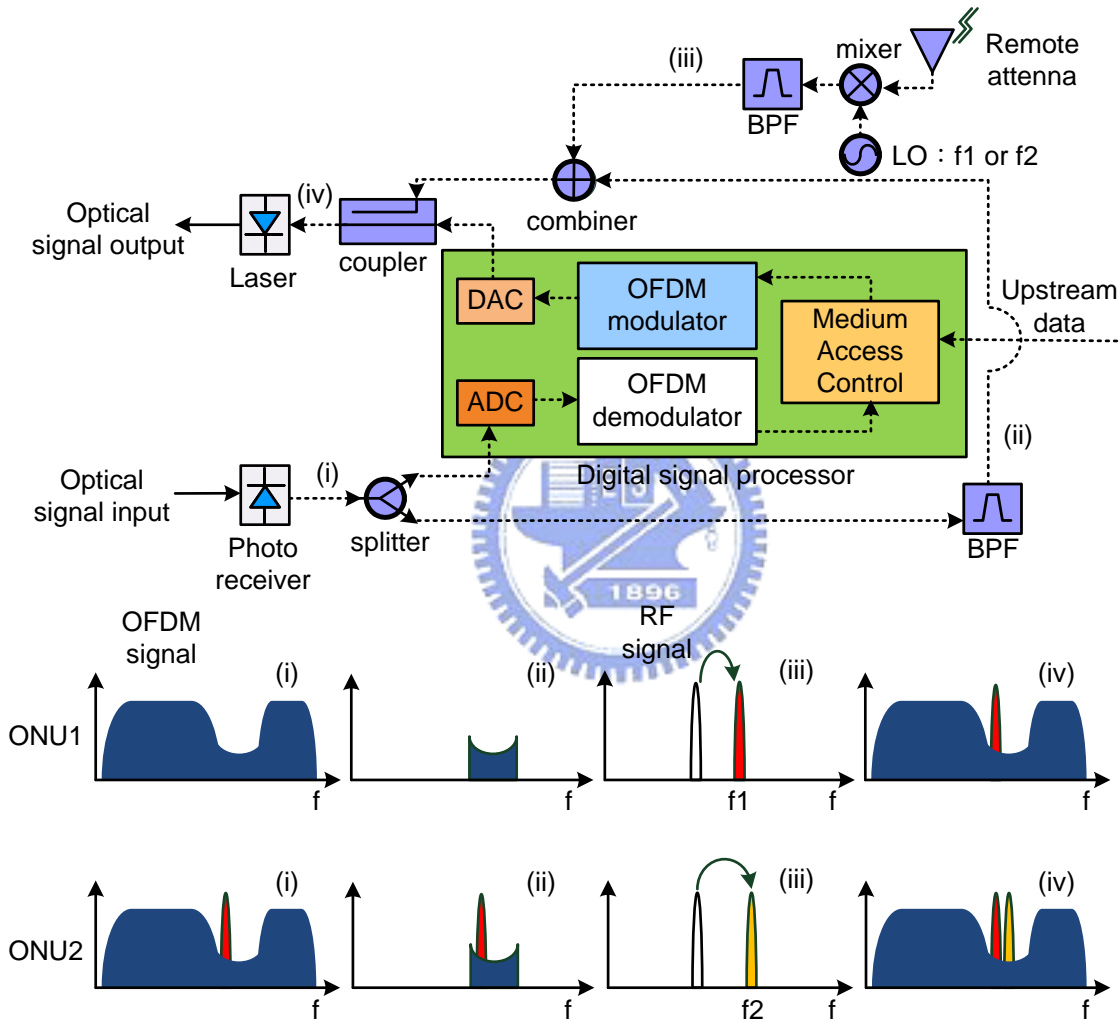 Remote
attenna
mixer
(iii)
BPF
LO：f1 or f2
combiner
Optical
signal output
Laser
(iv)
coupler
DAC
OFDM
modulator
Medium
Access
Control
Upstream
data
ADC
OFDM
demodulator
Digital signal processor
(ii)
BPF
Optical
signal input
Photo
receiver
(i)
splitter
1896
OFDM
signal
RF
signal
ONU1
(i)
f
(ii)
f
(iii)
f1
f
(iv)
f
ONU2
(i)
f
(ii)
f
(iii)
f2
f
(iv)
f